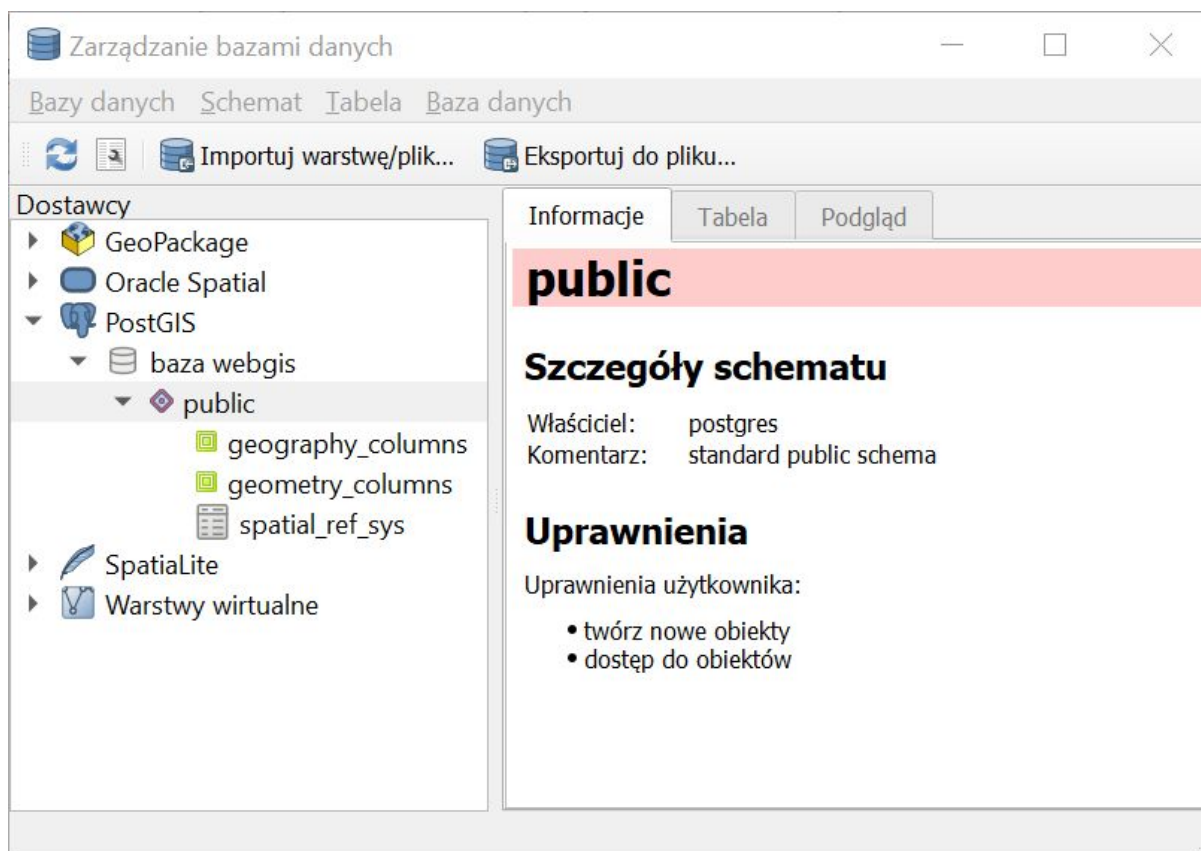 Zarządzanie bazami danych
Bazy danych Schemat Tabela Baza danych
Importuj warstwę/plik... Eksportuj do pliku...
Dostawcy
GeoPackage
Oracle Spatial
PostGIS
baza webgis
public
geography_columns
geometry_columns
spatial_ref_sys
SpatiaLite
Warstwy wirtualne
Informacje Tabela Podgląd
public
Szczegóły schematu
Właściciel: postgres
Komentarz: standard public schema
Uprawnienia
Uprawnienia użytkownika:
• twórz nowe obiekty
• dostęp do obiektów